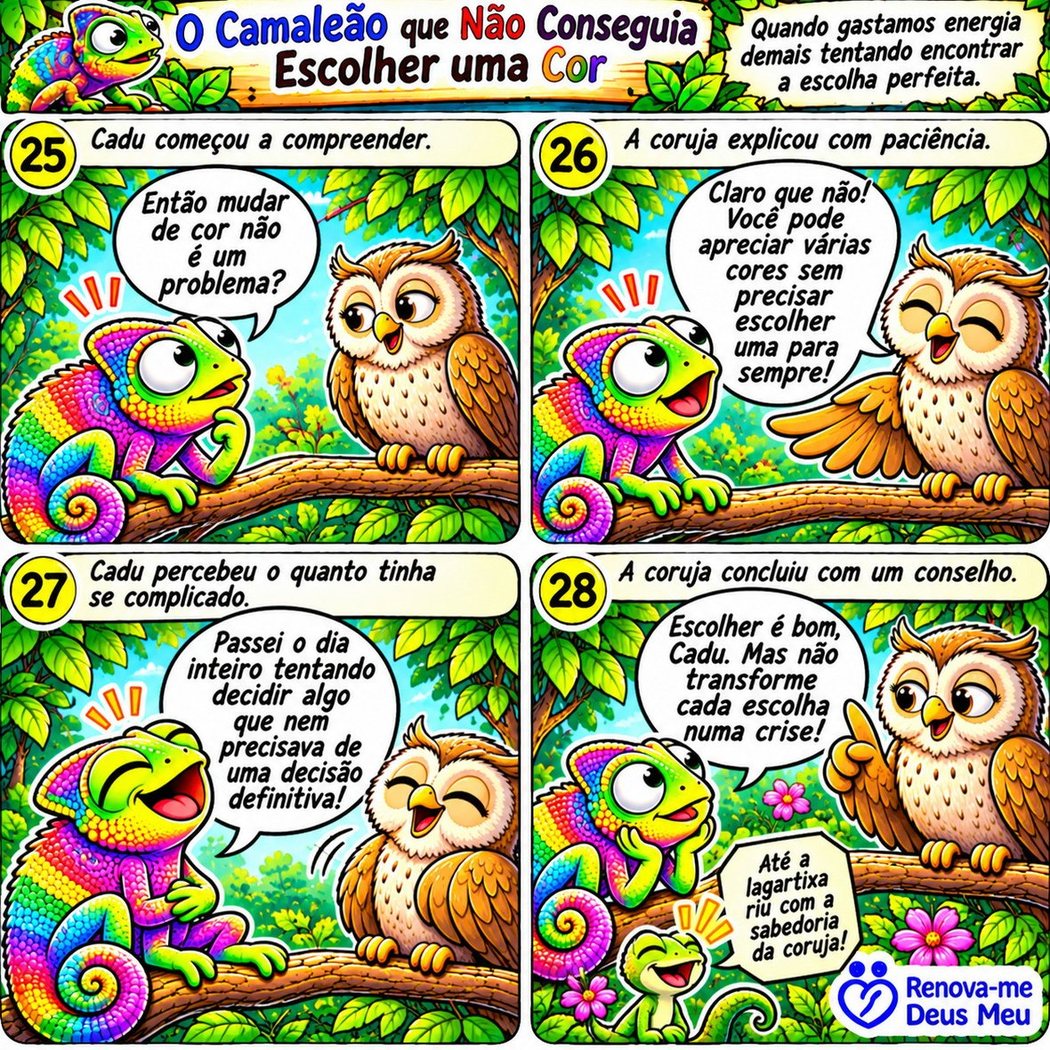 O Camaleão que Não Conseguia
Escolher uma Cor
Quando gastamos energia
demais tentando encontrar
a escolha perfeita.
25
Cadu começou a compreender.
Então mudar
de cor não
é um
problema?
26
A coruja explicou com paciência.
Claro que não!
Você pode
apreciar várias
cores sem
precisar
escolher
uma para
sempre!
27
Cadu percebeu o quanto tinha
se complicado.
Passei o dia
inteiro tentando
decidir algo
que nem
precisava de
uma decisão
definitiva!
28
A coruja concluiu com um conselho.
Escolher é bom,
Cadu. Mas não
transforme
cada escolha
numa crise!
Até a
lagartixa
riu com a
sabedoria
da coruja!
Renova-me
Deus Meu